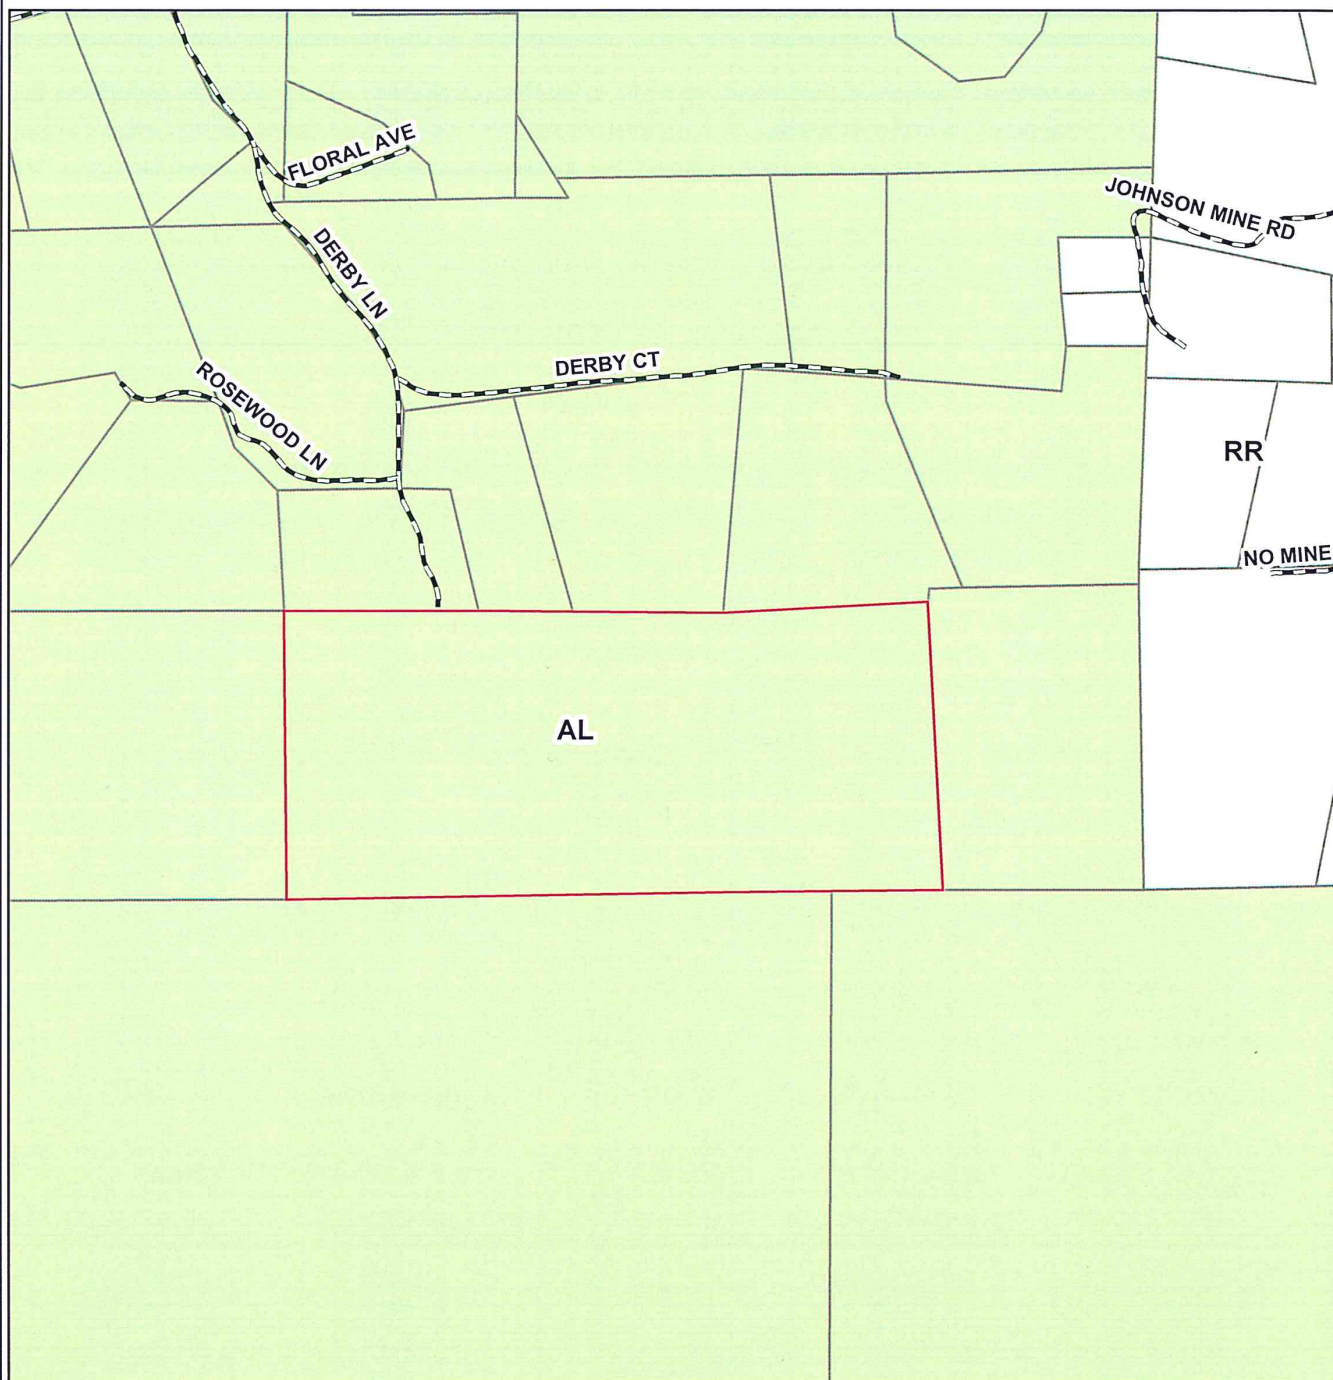 FLORAL AVE
JOHNSON MINE RD
DERBY LN
DERBY CT
ROSEWOOD LN
RR
NO MINE
AL